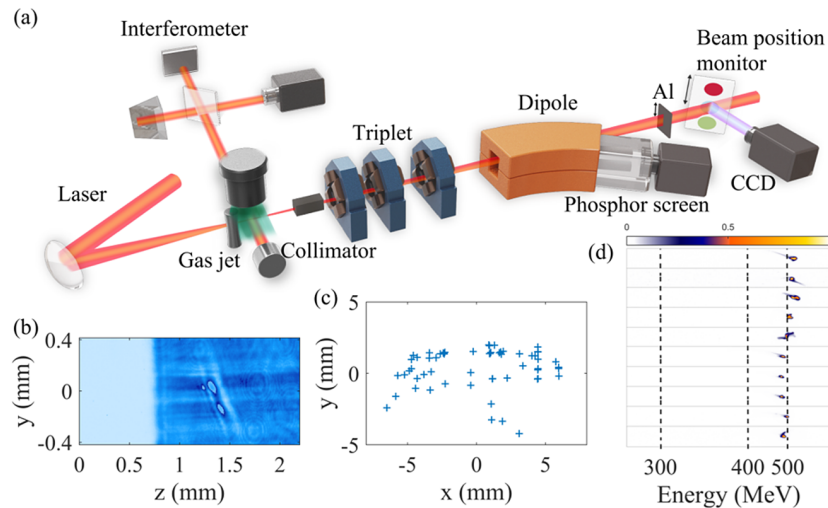 (a)
Interferometer
Beam position
monitor
Al
Dipole
Triplet
Laser
CCD
Phosphor screen
Collimator
Gas jet
0
0.5
(d)
(b)
(c)
0.4
0
-0.4
y (mm)
0
0.5
1
1.5
2
z (mm)
5
0
-5
y (mm)
-5
0
5
x (mm)
300
400 500
Energy (MeV)